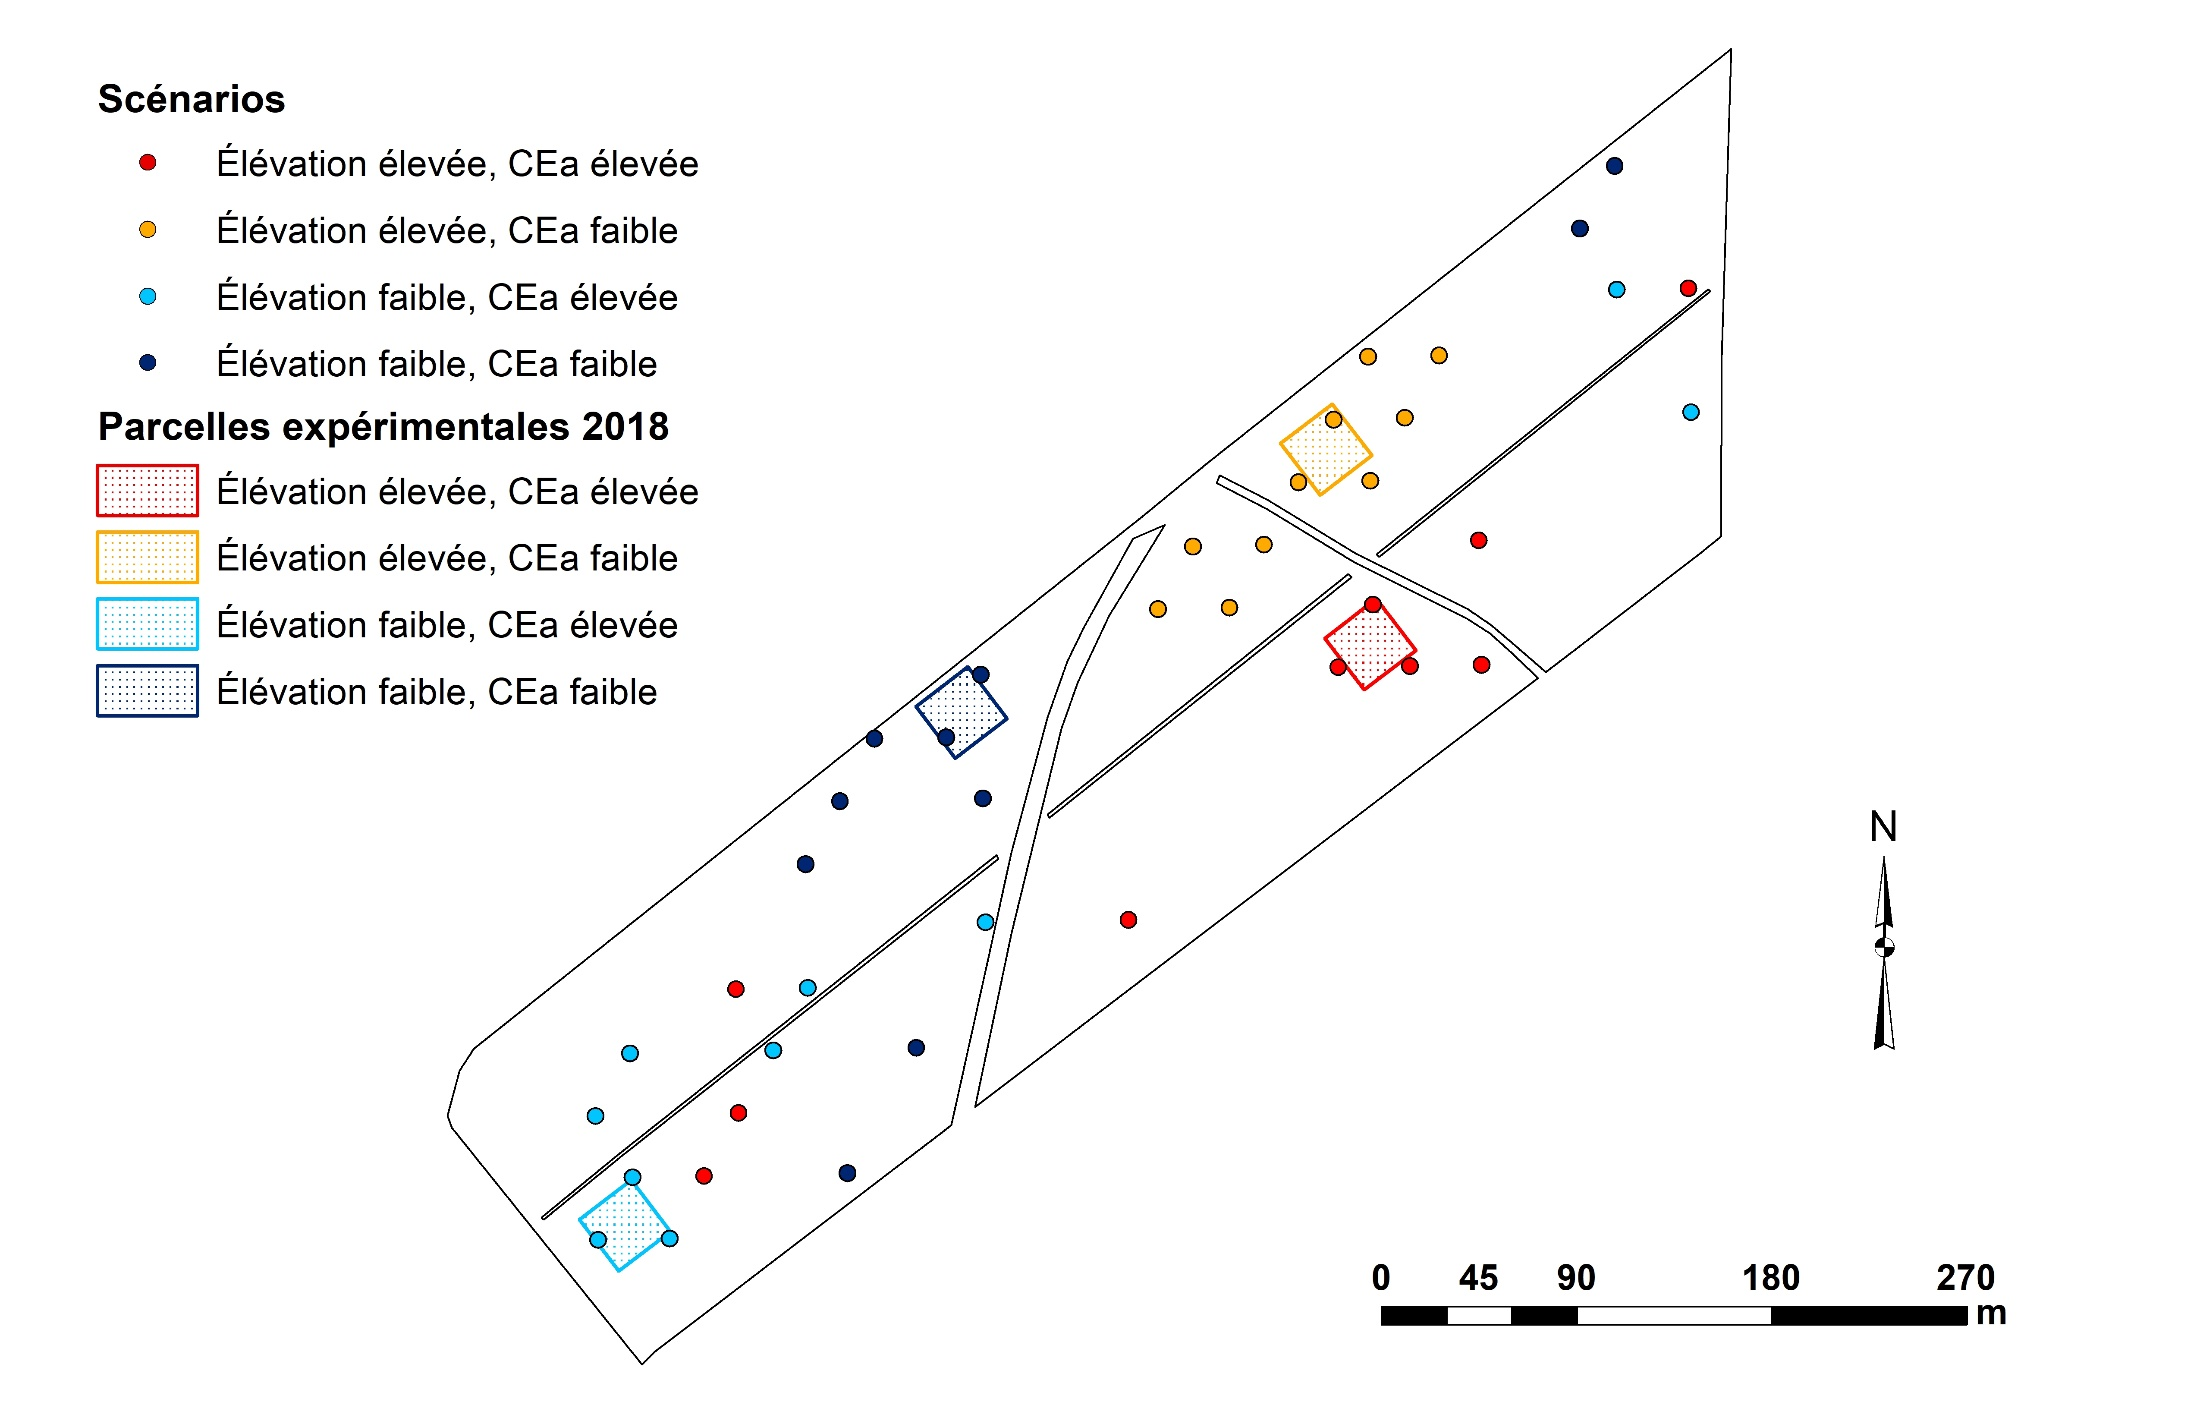 Scénarios
Élévation élevée, CEa élevée
Élévation élevée, CEa faible
Élévation faible, CEa élevée
Élévation faible, CEa faible
Parcelles expérimentales 2018
Élévation élevée, CEa élevée
Élévation élevée, CEa faible
Élévation faible, CEa élevée
Élévation faible, CEa faible
N
0 45 90 180 270
m